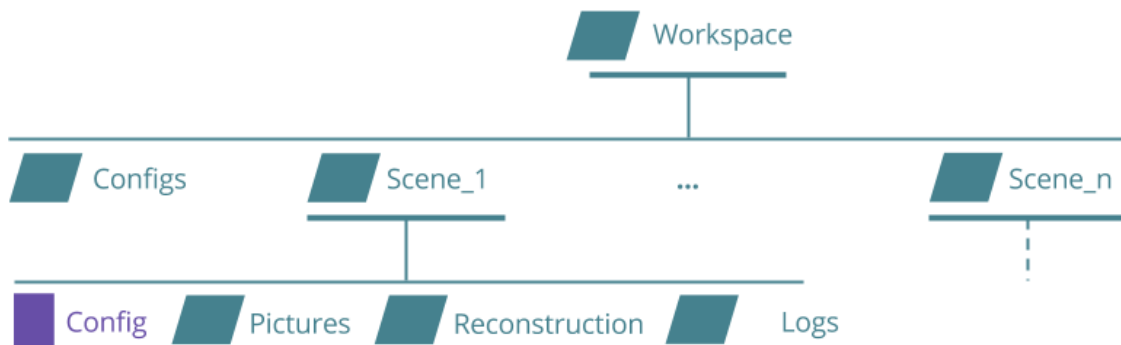 Workspace
Configs Scene_1 ... Scene_n
Config Pictures Reconstruction Logs